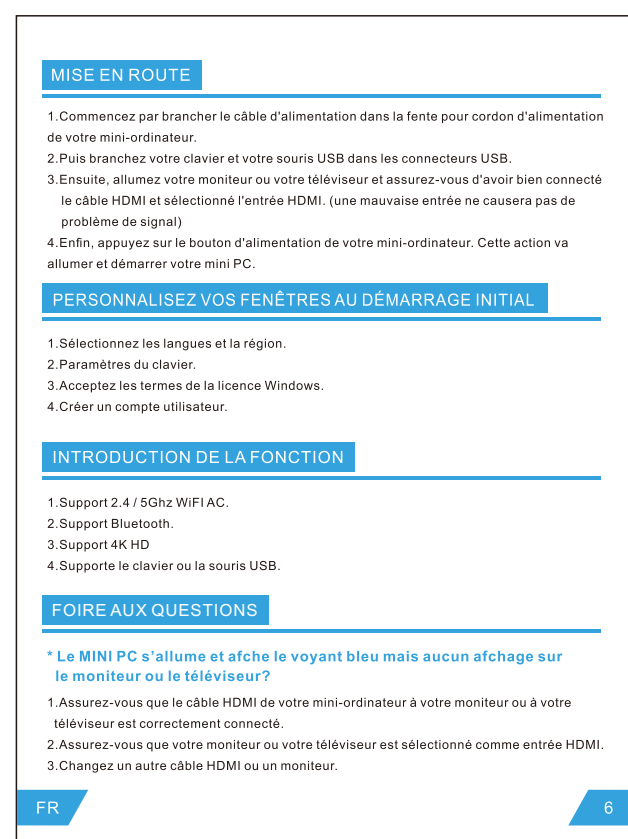 MISE EN ROUTE
1.Commencez par brancher le câble d'alimentation dans la fente pour cordon d'alimentation
de votre mini-ordinateur.
2.Puis branchez votre clavier et votre souris USB dans les connecteurs USB.
3.Ensuite, allumez votre moniteur ou votre téléviseur et assurez-vous d'avoir bien connecté
le câble HDMI et sélectionné l'entrée HDMI. (une mauvaise entrée ne causera pas de
problème de signal)
4.Enfin, appuyez sur le bouton d'alimentation de votre mini-ordinateur. Cette action va
allumer et démarrer votre mini PC.
PERSONNALISEZ VOS FENÊTRES AU DÉMARRAGE INITIAL
1.Sélectionnez les langues et la région.
2.Paramètres du clavier.
3.Acceptez les termes de la licence Windows.
4.Créer un compte utilisateur.
INTRODUCTION DE LA FONCTION
1.Support 2.4 / 5Ghz WiFI AC.
2.Support Bluetooth.
3.Support 4K HD
4.Supporte le clavier ou la souris USB.
FOIRE AUX QUESTIONS
* Le MINI PC s’allume et afche le voyant bleu mais aucun afchage sur
le moniteur ou le téléviseur?
1.Assurez-vous que le câble HDMI de votre mini-ordinateur à votre moniteur ou à votre
téléviseur est correctement connecté.
2.Assurez-vous que votre moniteur ou votre téléviseur est sélectionné comme entrée HDMI.
3.Changez un autre câble HDMI ou un moniteur.
FR
6